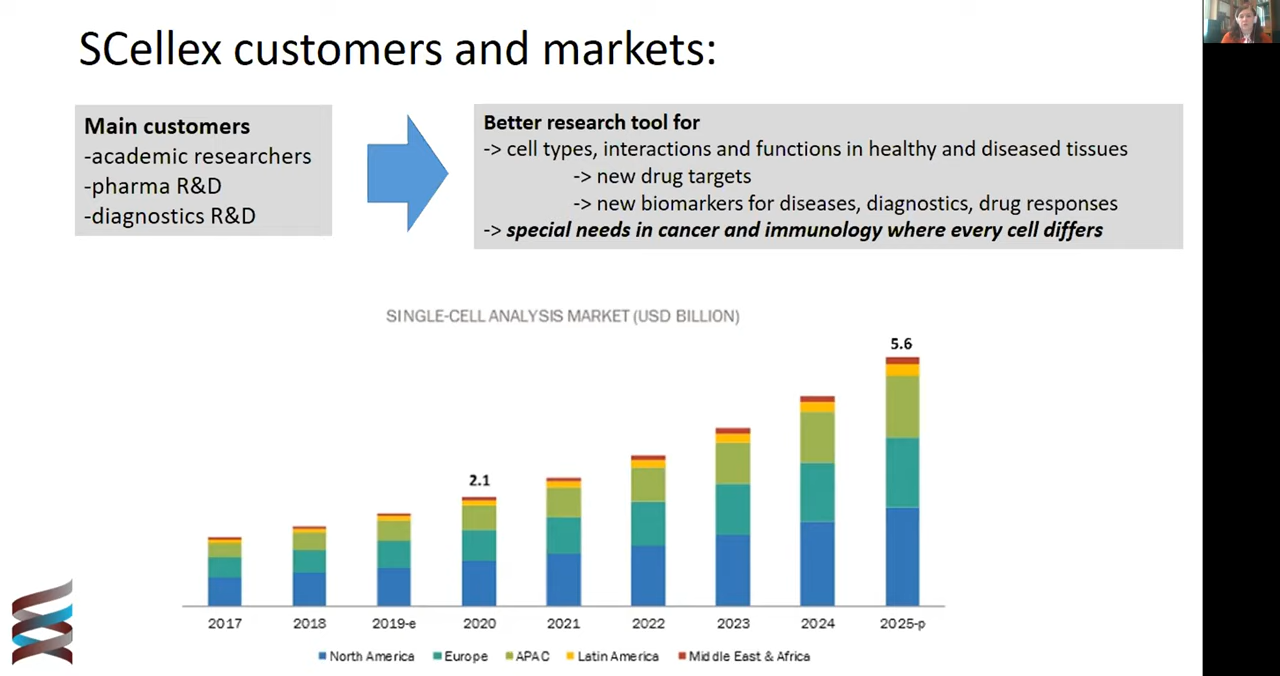 SCellex customers and markets:
Main customers
-academic researchers
-pharma R&D
-diagnostics R&D
Better research tool for
-> cell types, interactions and functions in healthy and diseased tissues
-> new drug targets
-> new biomarkers for diseases, diagnostics, drug responses
-> special needs in cancer and immunology where every cell differs
SINGLE-CELL ANALYSIS MARKET (USD BILLION)
5.6
2.1
2017 2018 2019-e 2020 2021 2022 2023 2024 2025-p
North America Europe APAC Latin America Middle East & Africa